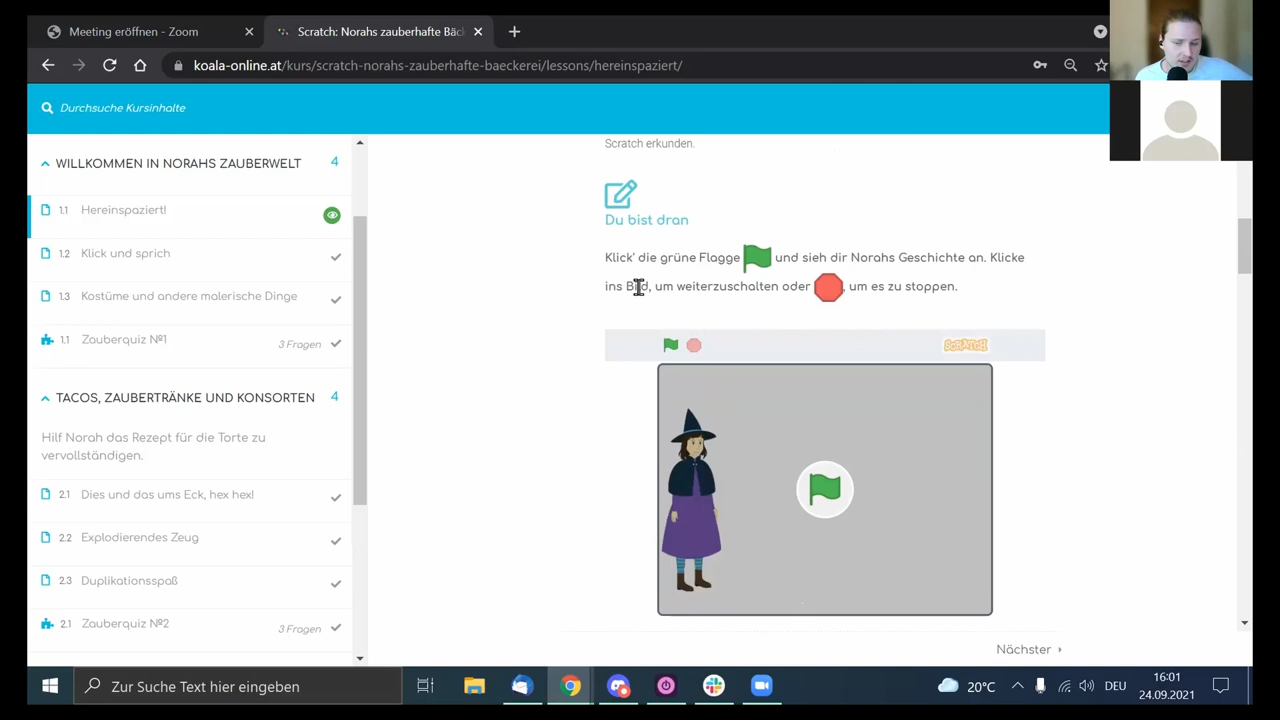 Meeting eröffnen - Zoom
Scratch: Norahs zauberhafte Bäck
koala-online.at/kurs/scratch-norahs-zauberhafte-baeckerei/lessons/hereinspaziert/
Durchsuche Kursinhalte
WILLKOMMEN IN NORAHS ZAUBERWELT 4
1.1 Hereinspaziert!
1.2 Klick und sprich
1.3 Kostüme und andere malerische Dinge
1.1 Zauberquiz №1 3 Fragen
TACOS, ZAUBERTRÄNKE UND KONSORTEN 4
Hilf Norah das Rezept für die Torte zu
vervollständigen.
2.1 Dies und das ums Eck, hex hex!
2.2 Explodierendes Zeug
2.3 Duplikationsspaß
2.1 Zauberquiz №2 3 Fragen
Scratch erkunden.
Du bist dran
Klick' die grüne Flagge und sieh dir Norahs Geschichte an. Klicke
ins Bild, um weiterzuschalten oder , um es zu stoppen.
SCRATCH
Nächster
Zur Suche Text hier eingeben
20°C
DEU
16:01
24.09.2021